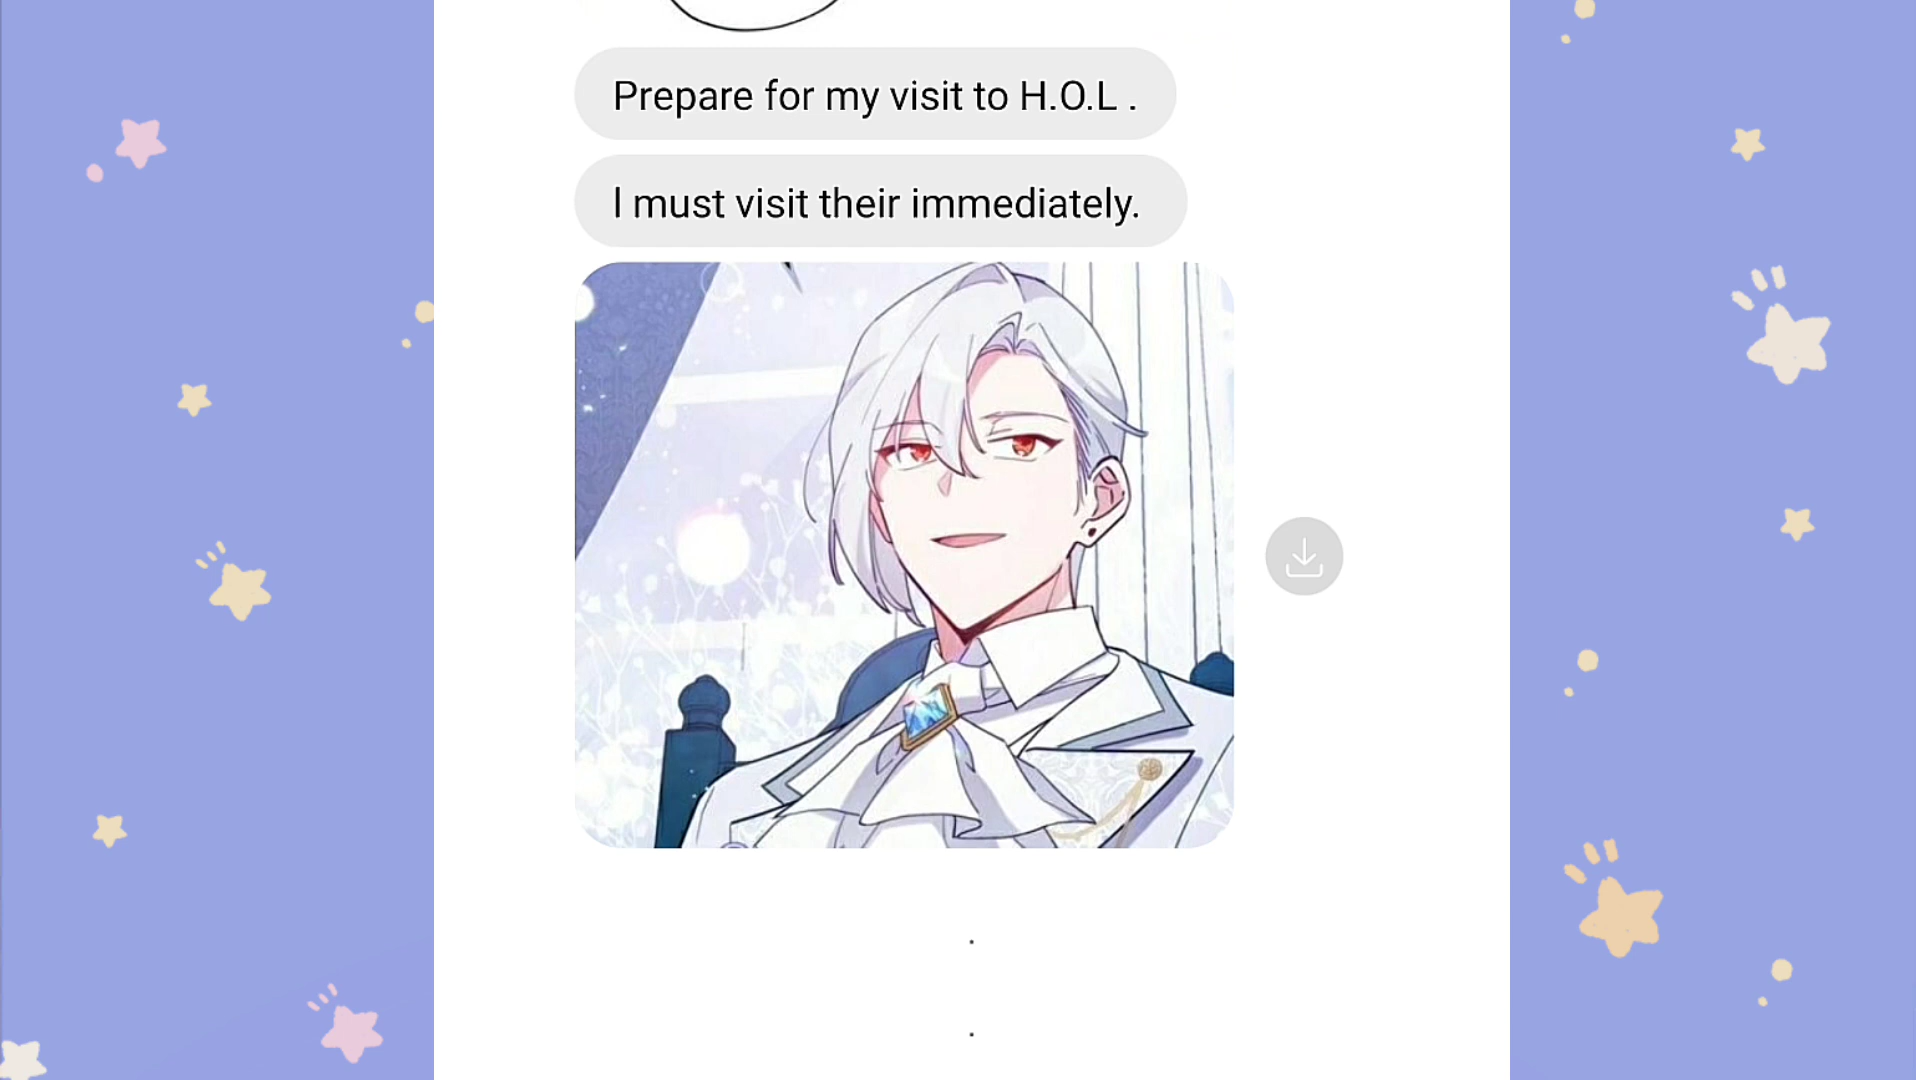 Prepare for my visit to H.O.L .
I must visit their immediately.
.
.